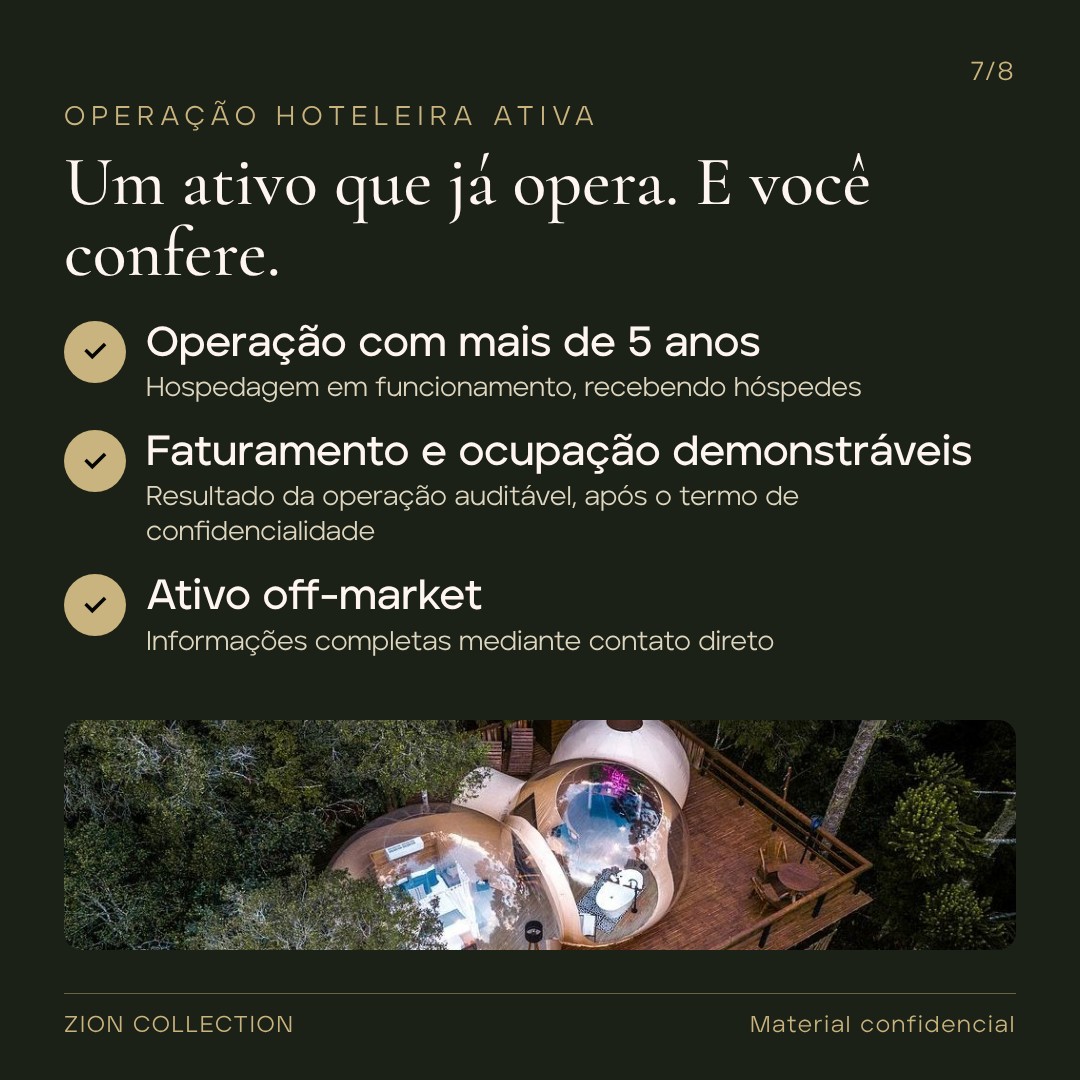 7/8
OPERAÇÃO HOTELEIRA ATIVA
Um ativo que já opera. E você
confere.
Operação com mais de 5 anos
Hospedagem em funcionamento, recebendo hóspedes
Faturamento e ocupação demonstráveis
Resultado da operação auditável, após o termo de
confidencialidade
Ativo off-market
Informações completas mediante contato direto
ZION COLLECTION
Material confidencial